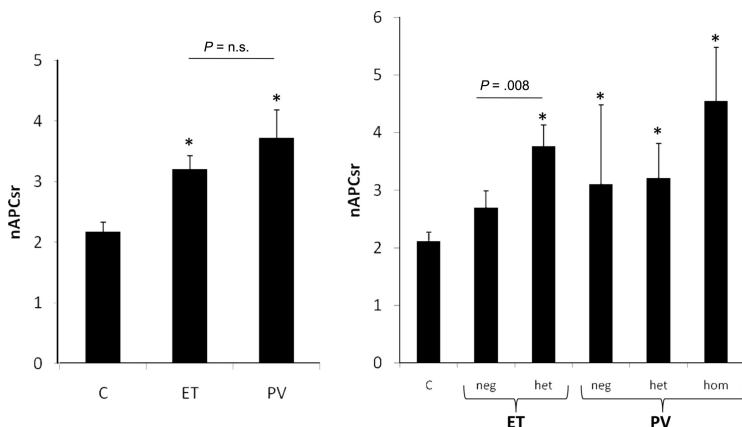 P = n.s.
5
4
3
2
1
0
nAPCsr
*
*
C ET PV
P = .008
6
5
4
3
2
1
0
nAPCsr
*
*
*
*
C neg het neg het hom
ET PV